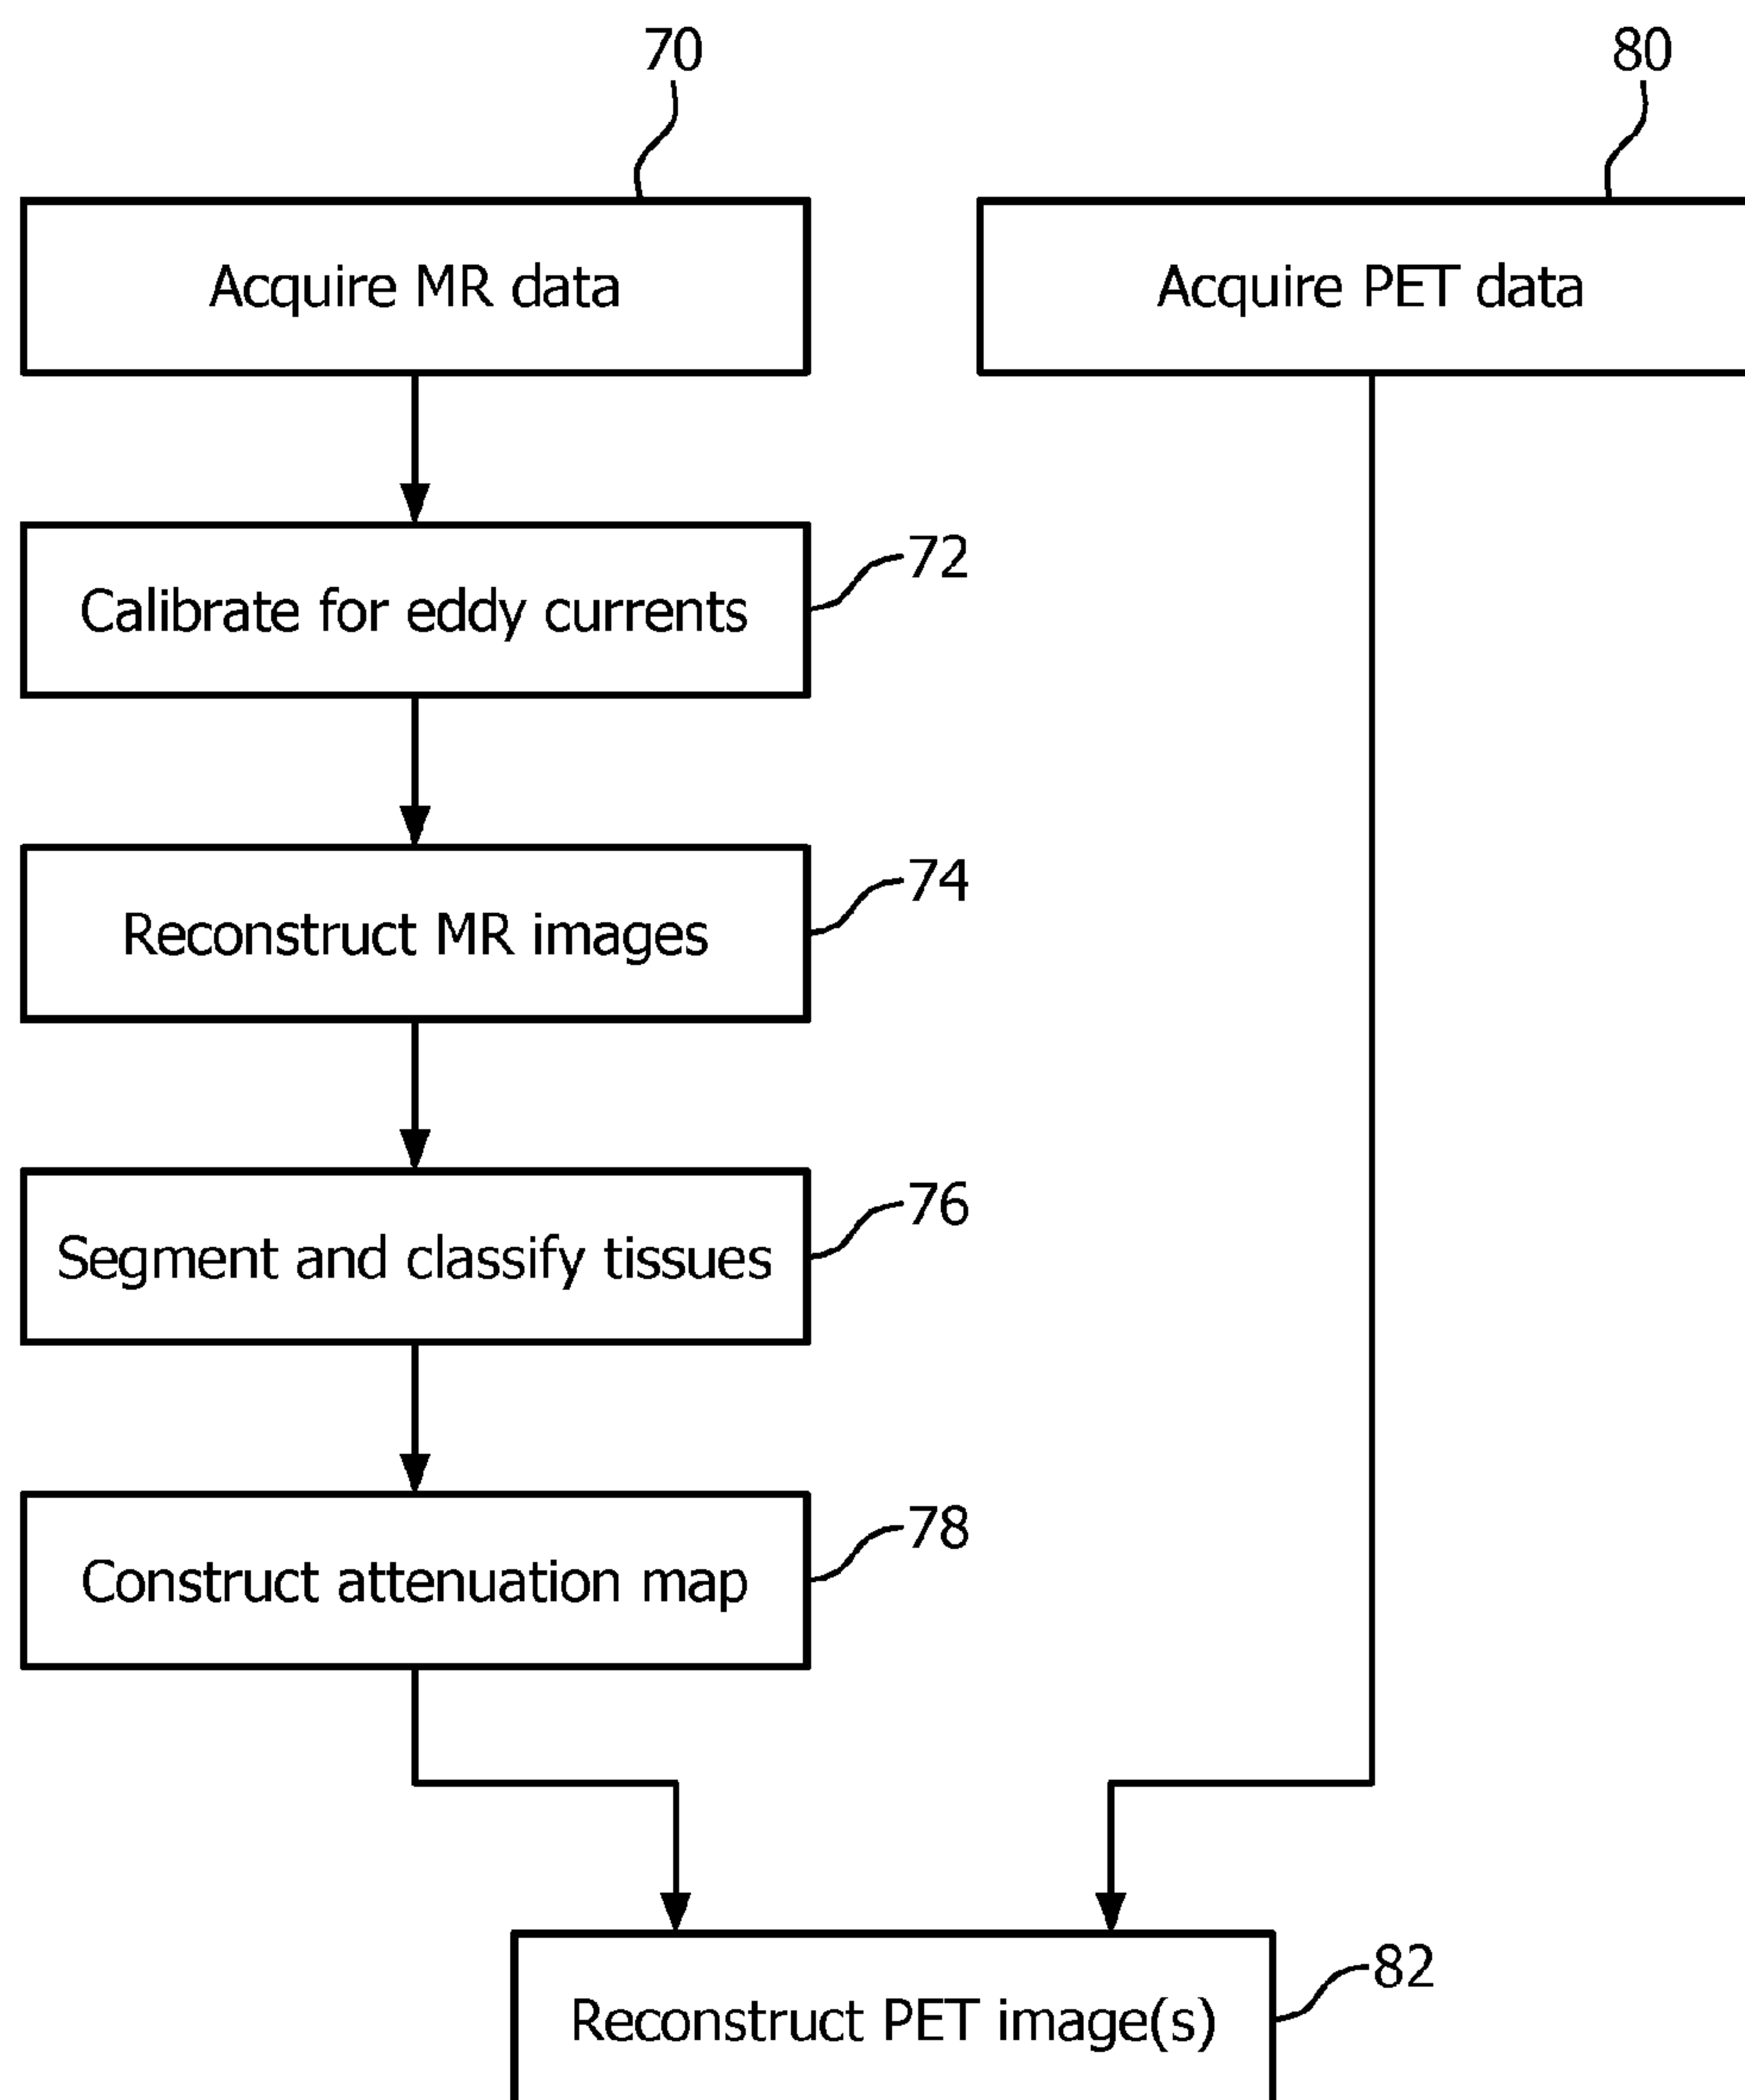 70
80
Acquire MR data
Acquire PET data
72
Calibrate for eddy currents
74
Reconstruct MR images
76
Segment and classify tissues
78
Construct attenuation map
82
Reconstruct PET image(s)